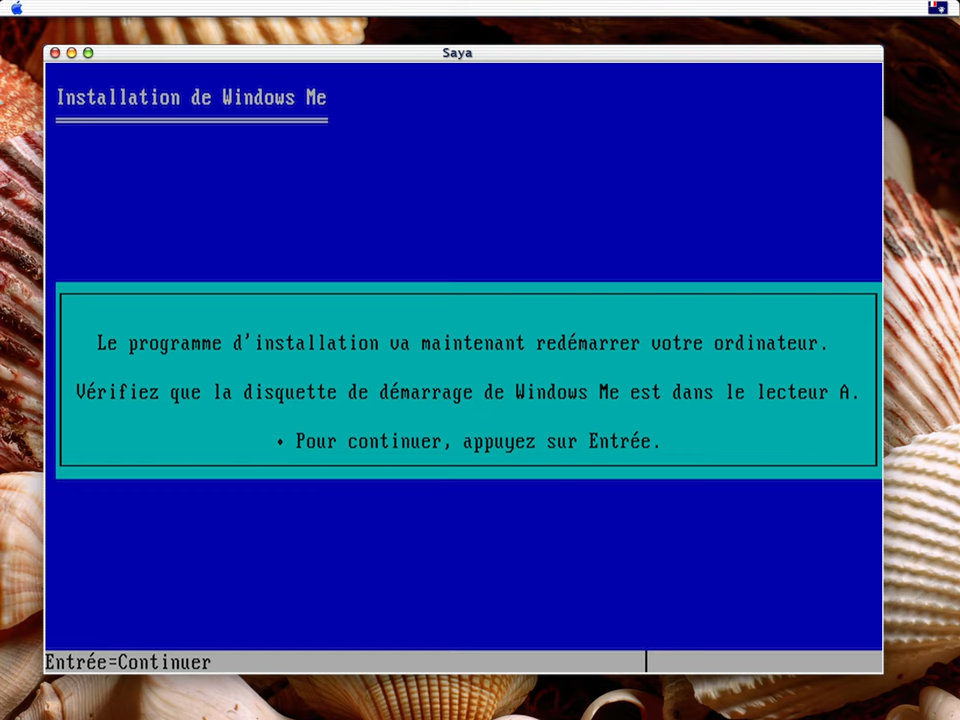 Saya
Installation de Windows Me
Le programme d'installation va maintenant redémarrer votre ordinateur.
Vérifiez que la disquette de démarrage de Windows Me est dans le lecteur A.
♦ Pour continuer, appuyez sur Entrée.
Entrée=Continuer